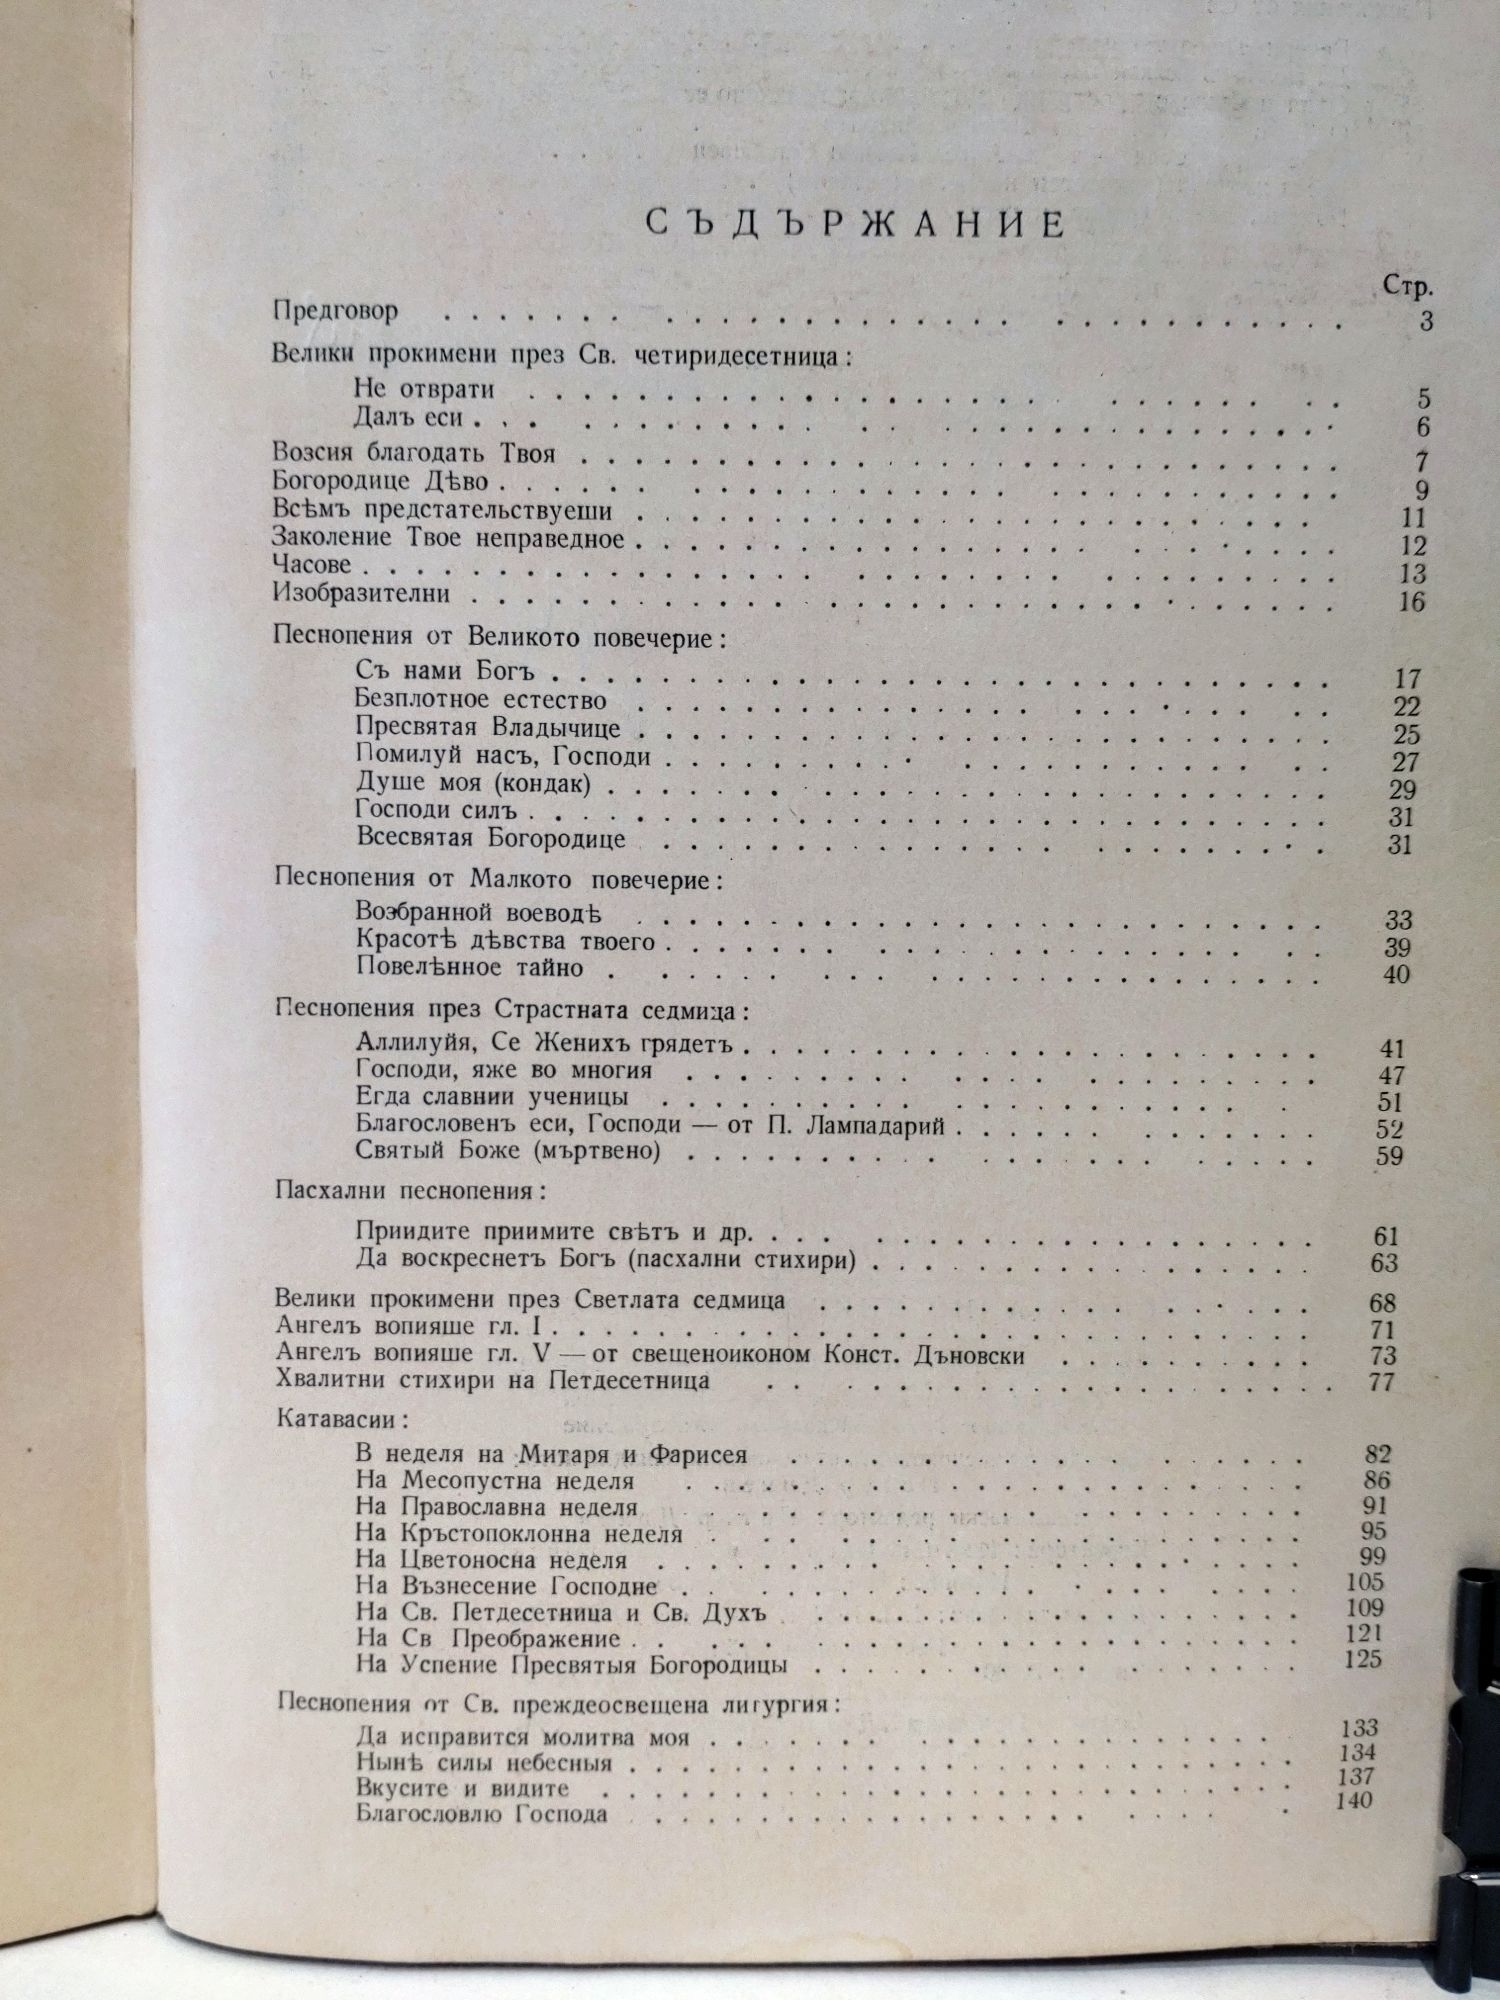 СЪДЪРЖАНИЕ
Стр.
Предговор . . . . . . . . . . . . . . . . . . . . 3
Велики прокимени през Св. четиридесетница:
Не отврати . . . . . . . . . . . . . . . . . . . . 5
Далъ еси . . . . . . . . . . . . . . . . . . . . 6
Возсия благодать Твоя . . . . . . . . . . . . . . . . . . . . 7
Богородице Дѣво . . . . . . . . . . . . . . . . . . . . 9
Всѣмъ предстательствуеши . . . . . . . . . . . . . . . . . . . . 11
Заколение Твое неправедное . . . . . . . . . . . . . . . . . . . . 12
Часове . . . . . . . . . . . . . . . . . . . . 13
Изобразителни . . . . . . . . . . . . . . . . . . . . 16
Песнопения от Великото повечерие:
Съ нами Богъ . . . . . . . . . . . . . . . . . . . . 17
Безплотное естество . . . . . . . . . . . . . . . . . . . . 22
Пресвятая Владычице . . . . . . . . . . . . . . . . . . . . 25
Помилуй насъ, Господи . . . . . . . . . . . . . . . . . . . . 27
Душе моя (кондак) . . . . . . . . . . . . . . . . . . . . 29
Господи силъ . . . . . . . . . . . . . . . . . . . . 31
Всесвятая Богородице . . . . . . . . . . . . . . . . . . . . 31
Песнопения от Малкото повечерие:
Возбранной воеводѣ . . . . . . . . . . . . . . . . . . . . 33
Красотѣ дѣвства твоего . . . . . . . . . . . . . . . . . . . . 39
Повелѣнное тайно . . . . . . . . . . . . . . . . . . . . 40
Песнопения през Страстната седмица:
Аллилуйя, Се Женихъ грядетъ . . . . . . . . . . . . . . . . . . . . 41
Господи, яже во многия . . . . . . . . . . . . . . . . . . . . 47
Егда славнии ученицы . . . . . . . . . . . . . . . . . . . . 51
Благословенъ еси, Господи — от П. Лампадарий . . . . . . . . . . . . 52
Святый Боже (мъртвено) . . . . . . . . . . . . . . . . . . . . 59
Пасхални песнопения:
Приидите приимите свѣтъ и др. . . . . . . . . . . . . . . . . . . . . 61
Да воскреснетъ Богъ (пасхални стихири) . . . . . . . . . . . . . . . . 63
Велики прокимени през Светлата седмица . . . . . . . . . . . . . . . . 68
Ангелъ вопияше гл. I . . . . . . . . . . . . . . . . . . . . 71
Ангелъ вопияше гл. V — от свещеноиконом Конст. Дъновски . . . . . . . . . . 73
Хвалитни стихири на Петдесетница . . . . . . . . . . . . . . . . . . . . 77
Катавасии:
В неделя на Митаря и Фарисея . . . . . . . . . . . . . . . . . . . . 82
На Месопустна неделя . . . . . . . . . . . . . . . . . . . . 86
На Православна неделя . . . . . . . . . . . . . . . . . . . . 91
На Кръстопоклонна неделя . . . . . . . . . . . . . . . . . . . . 95
На Цветоносна неделя . . . . . . . . . . . . . . . . . . . . 99
На Възнесение Господне . . . . . . . . . . . . . . . . . . . . 105
На Св. Петдесетница и Св. Духъ . . . . . . . . . . . . . . . . . . . . 109
На Св Преображение . . . . . . . . . . . . . . . . . . . . 121
На Успение Пресвятыя Богородицы . . . . . . . . . . . . . . . . . . . . 125
Песнопения от Св. преждеосвещена лигургия:
Да исправится молитва моя . . . . . . . . . . . . . . . . . . . . 133
Нынѣ силы небесныя . . . . . . . . . . . . . . . . . . . . 134
Вкусите и видите . . . . . . . . . . . . . . . . . . . . 137
Благословлю Господа . . . . . . . . . . . . . . . . . . . . 140